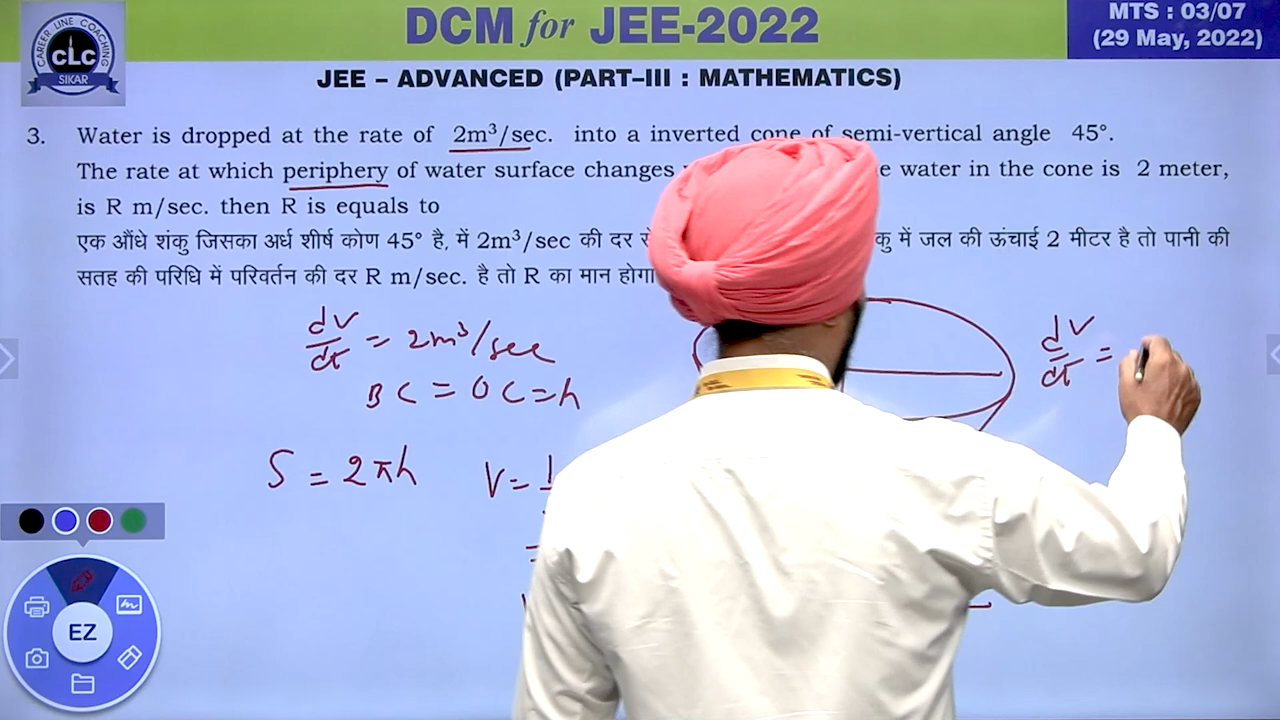 DCM for JEE-2022
MTS : 03/07
(29 May, 2022)
CAREER LINE COACHING
CLC
SIKAR
JEE – ADVANCED (PART–III : MATHEMATICS)
3. Water is dropped at the rate of 2m³/sec. into a inverted cone of semi-vertical angle 45°.
The rate at which periphery of water surface changes water in the cone is 2 meter,
is R m/sec. then R is equals to
एक औंधे शंकु जिसका अर्ध शीर्ष कोण 45° है, में 2m³/sec की दर में जल की ऊंचाई 2 मीटर है तो पानी की
सतह की परिधि में परिवर्तन की दर R m/sec. है तो R का मान होगा
dV/dt = 2m³/sec
dV/dt =
BC = OC = h
S = 2πh V = 1
EZ